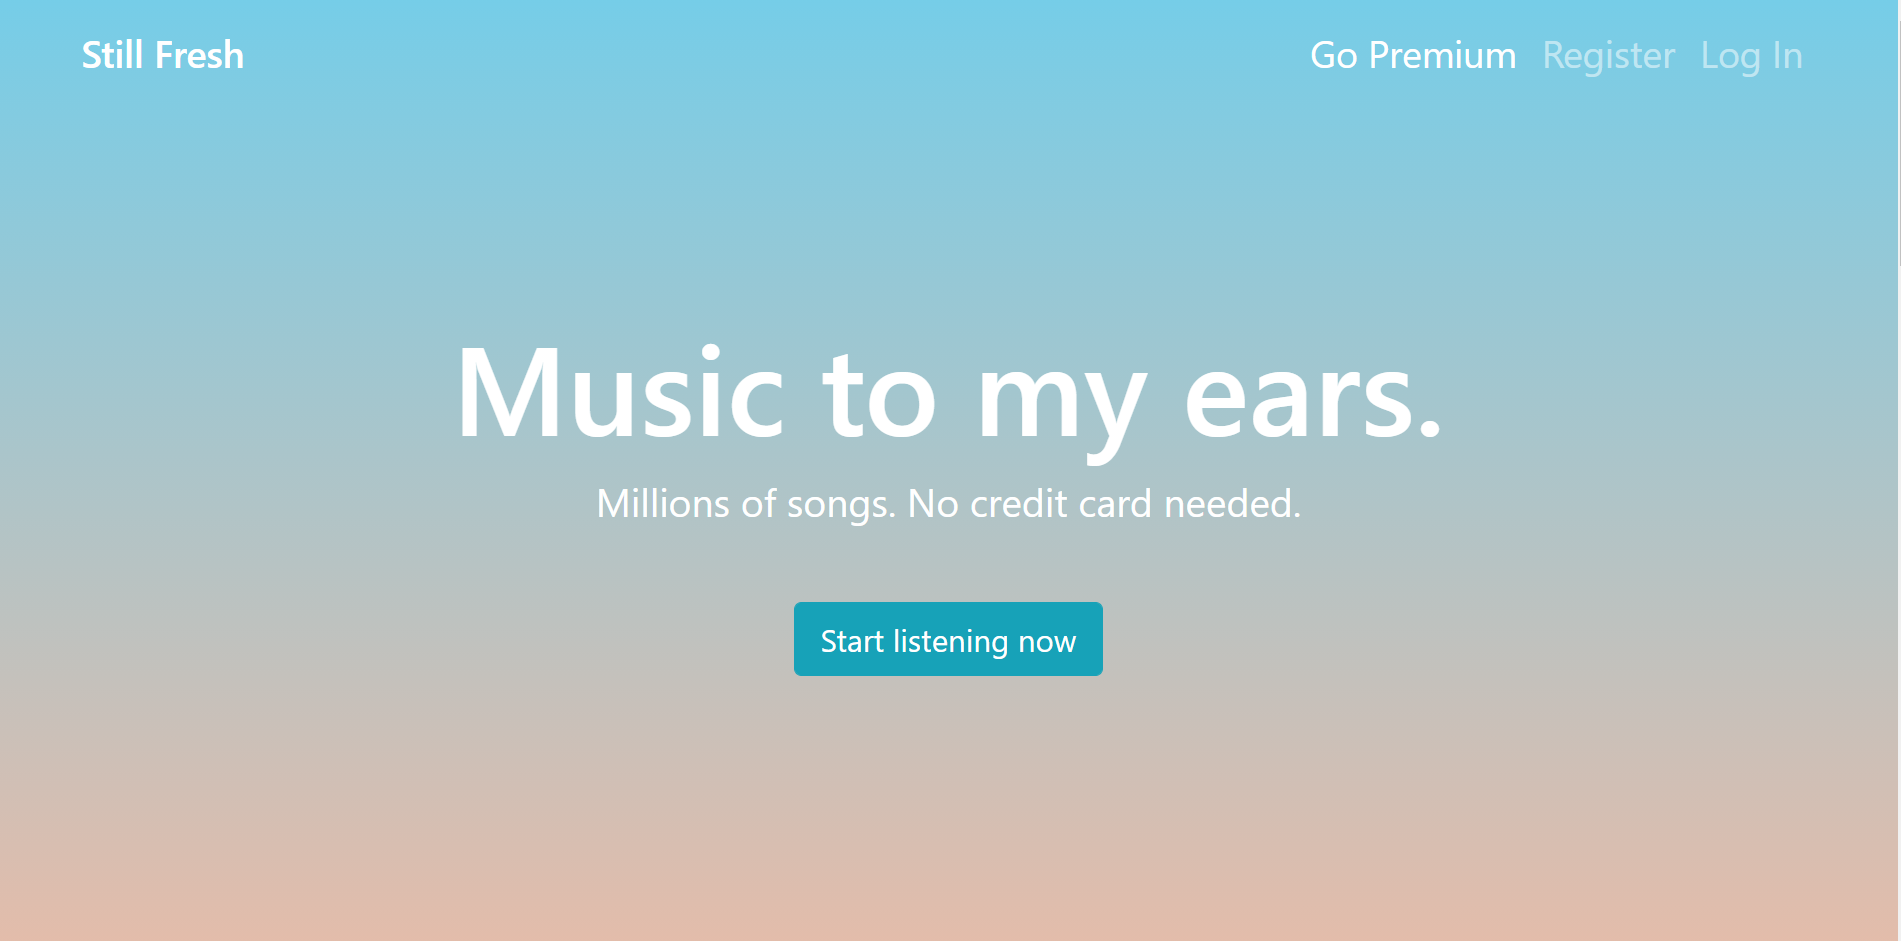 Still Fresh
Go Premium Register Log In
Music to my ears.
Millions of songs. No credit card needed.
Start listening now